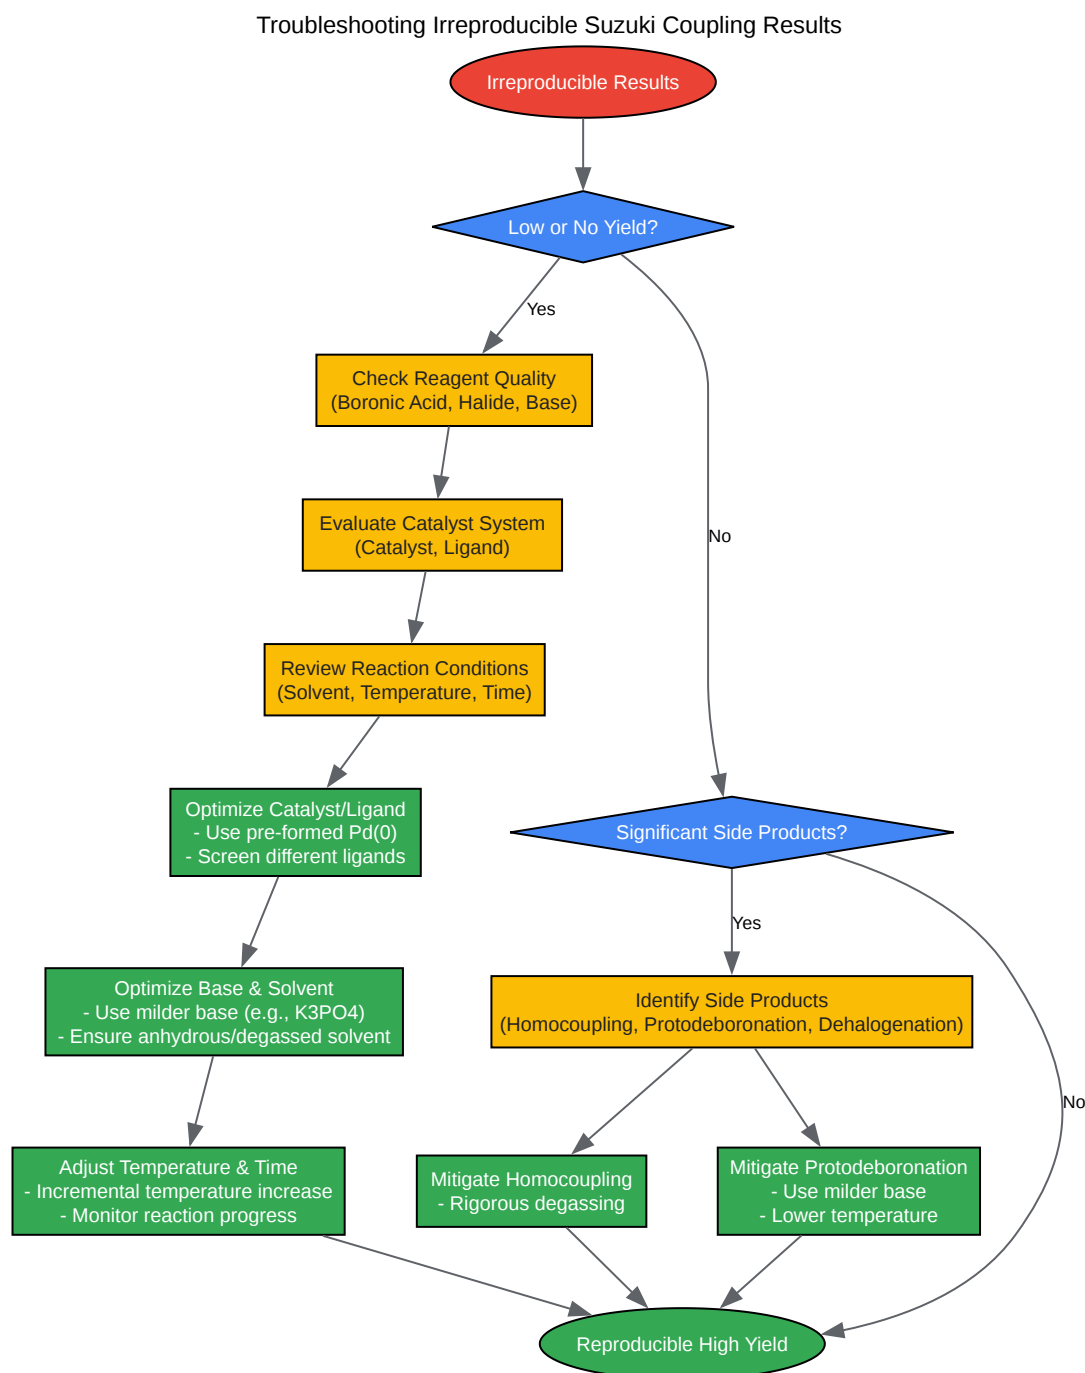 Troubleshooting Irreproducible Suzuki Coupling Results
Irreproducible Results
Low or No Yield?
Yes
Check Reagent Quality
(Boronic Acid, Halide, Base)
Evaluate Catalyst System
(Catalyst, Ligand)
No
Review Reaction Conditions
(Solvent, Temperature, Time)
Optimize Catalyst/Ligand
- Use pre-formed Pd(0)
- Screen different ligands
Significant Side Products?
Yes
Optimize Base & Solvent
- Use milder base (e.g., K3PO4)
- Ensure anhydrous/degassed solvent
Identify Side Products
(Homocoupling, Protodeboronation, Dehalogenation)
No
Adjust Temperature & Time
- Incremental temperature increase
- Monitor reaction progress
Mitigate Homocoupling
- Rigorous degassing
Mitigate Protodeboronation
- Use milder base
- Lower temperature
Reproducible High Yield